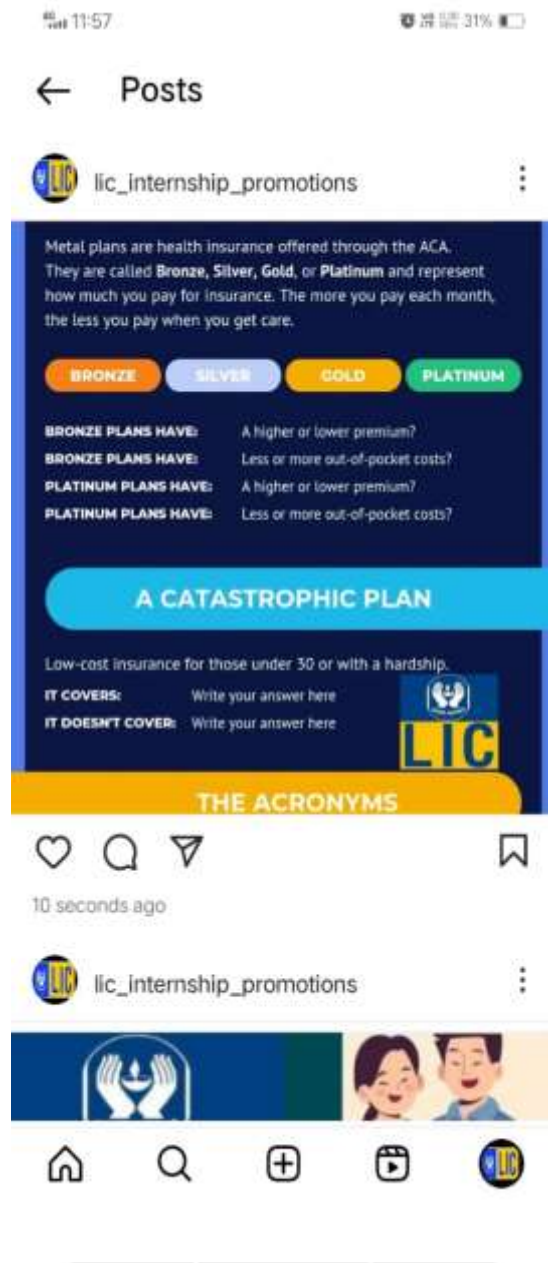 11:57
31%
Posts
LIC
lic_internship_promotions
Metal plans are health insurance offered through the ACA.
They are called Bronze, Silver, Gold, or Platinum and represent
how much you pay for insurance. The more you pay each month,
the less you pay when you get care.
BRONZE SILVER GOLD PLATINUM
BRONZE PLANS HAVE: A higher or lower premium?
BRONZE PLANS HAVE: Less or more out-of-pocket costs?
PLATINUM PLANS HAVE: A higher or lower premium?
PLATINUM PLANS HAVE: Less or more out-of-pocket costs?
A CATASTROPHIC PLAN
Low-cost insurance for those under 30 or with a hardship.
IT COVERS: Write your answer here
IT DOESN'T COVER: Write your answer here
LIC
THE ACRONYMS
10 seconds ago
LIC
lic_internship_promotions
LIC